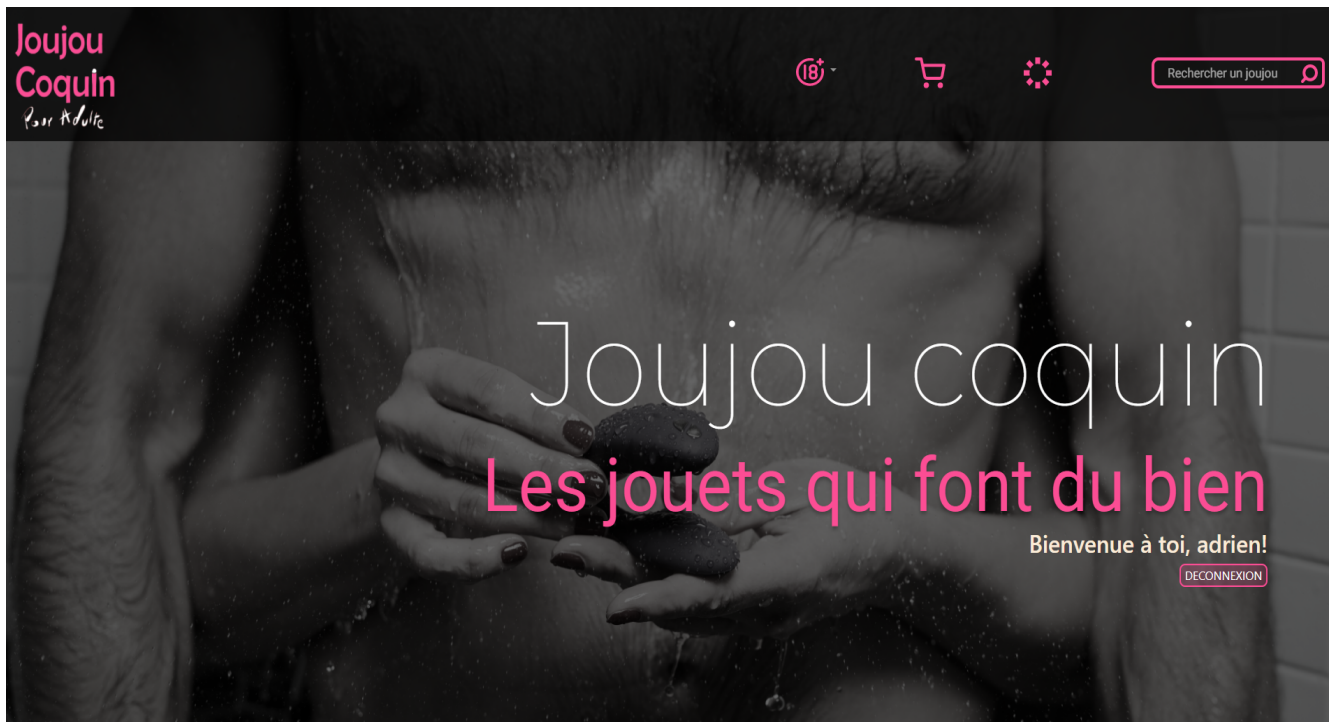 Joujou
Coquin
Pour Adulte
18+
Rechercher un joujou
Joujou coquin
Les jouets qui font du bien
Bienvenue à toi, adrien!
DECONNEXION